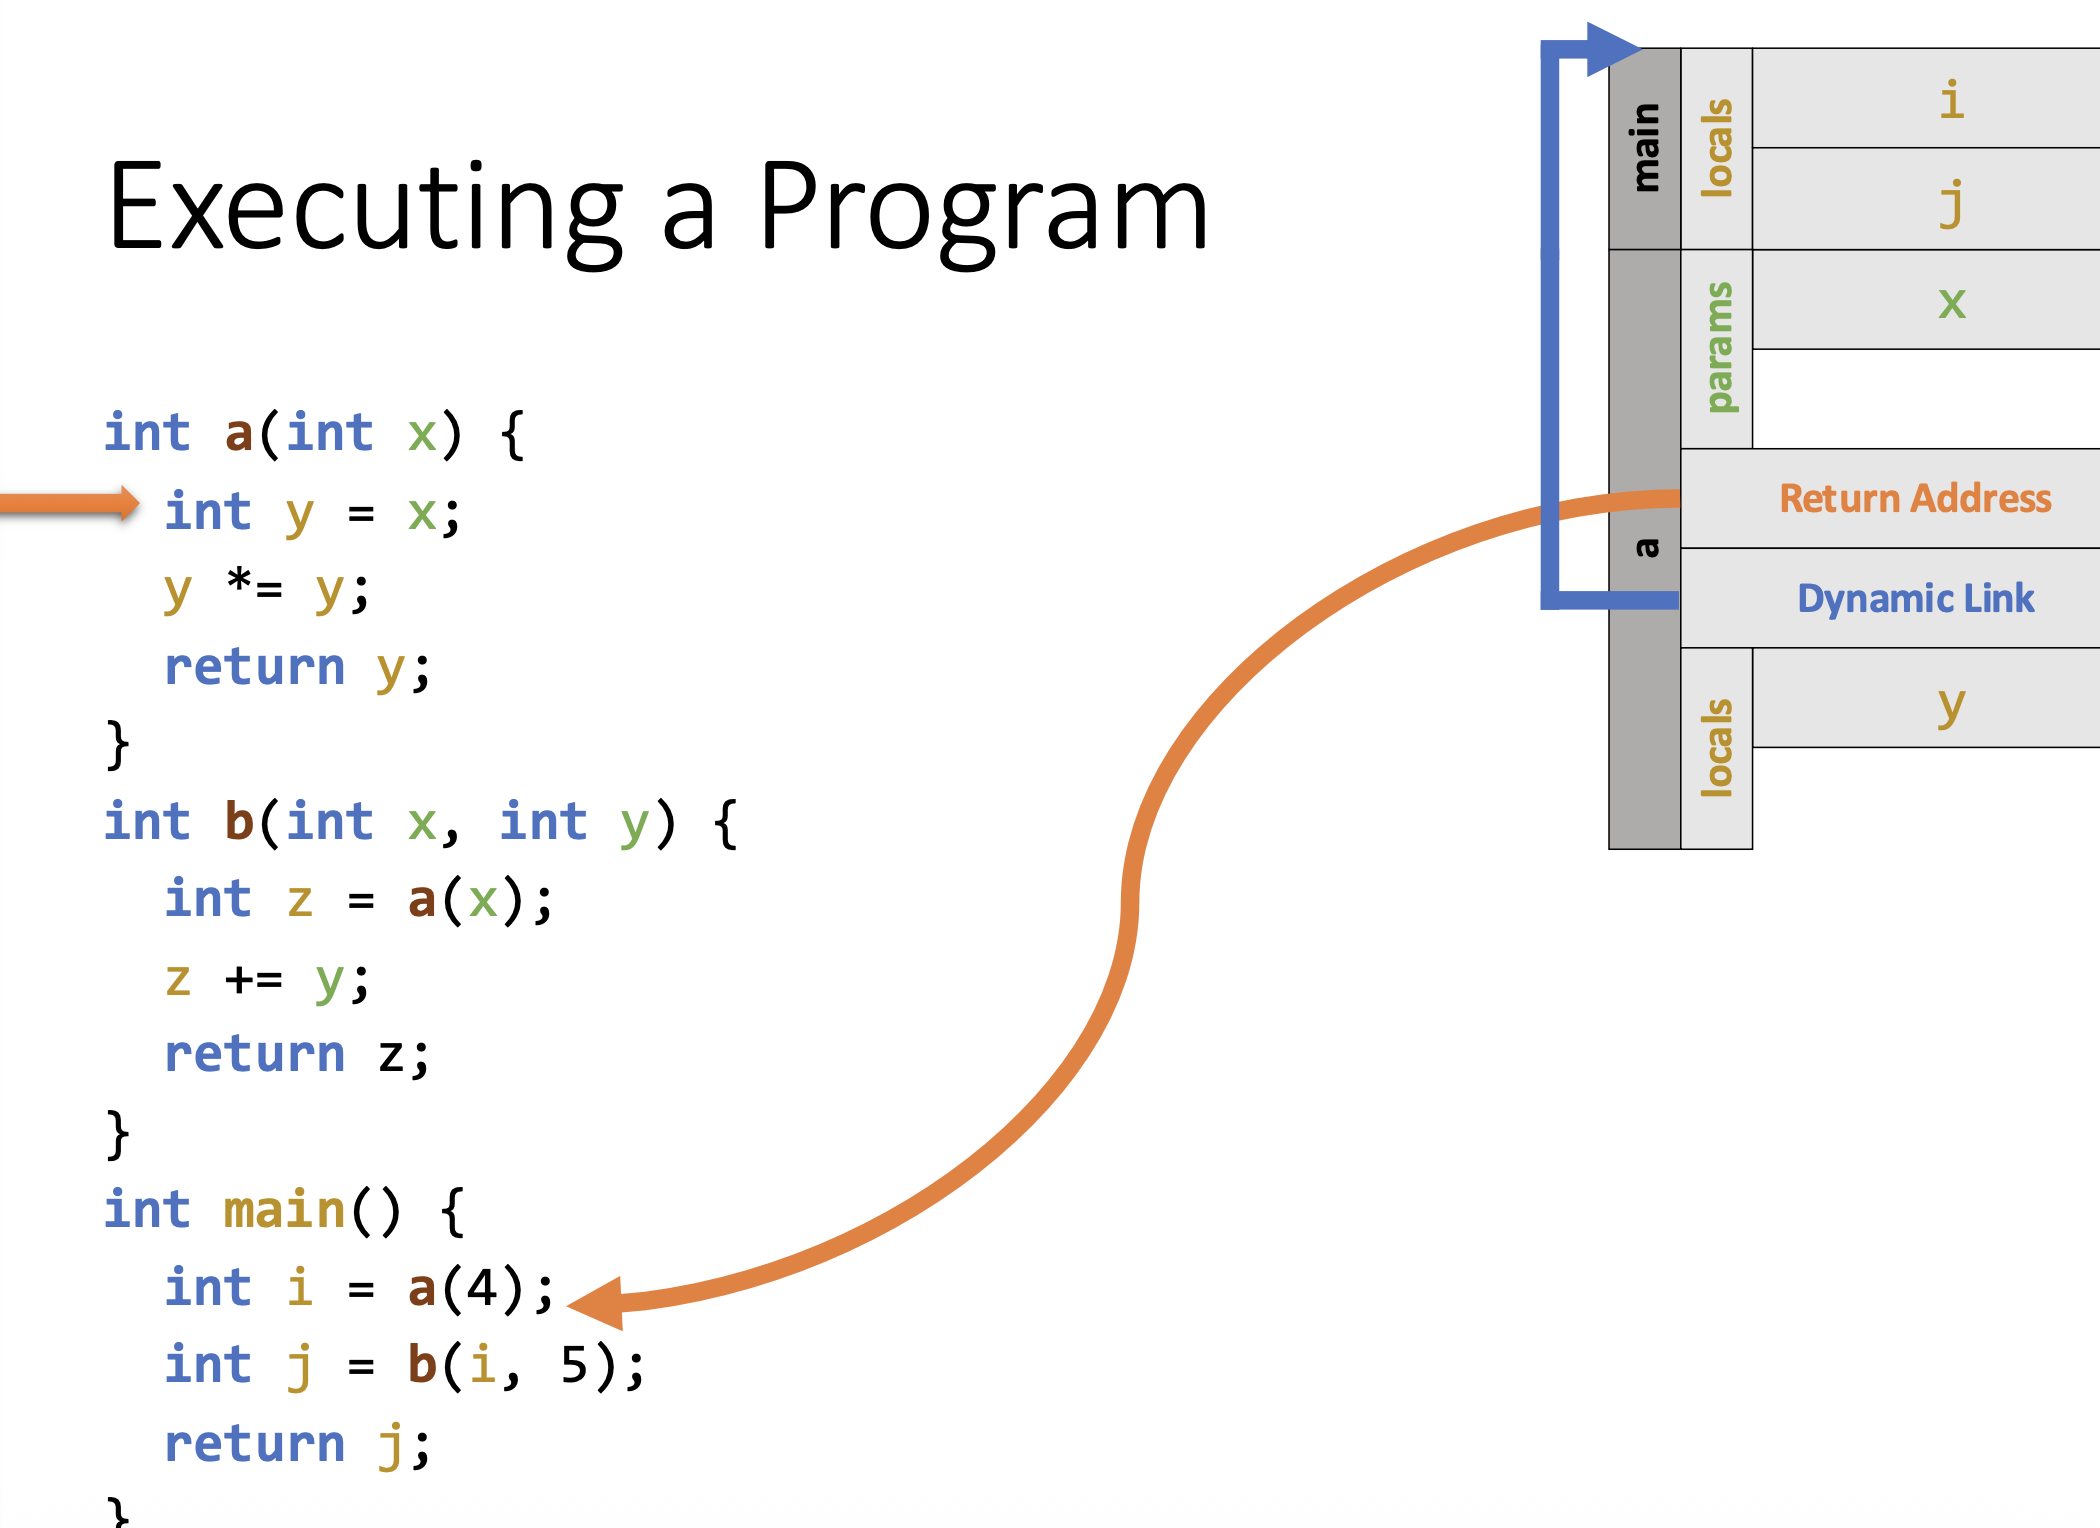 Executing a Program
int a(int x) {
int y = x;
y *= y;
return y;
}
int b(int x, int y) {
int z = a(x);
z += y;
return z;
}
int main() {
int i = a(4);
int j = b(i, 5);
return j;
}
main
locals
i
j
a
params
x
Return Address
Dynamic Link
locals
y